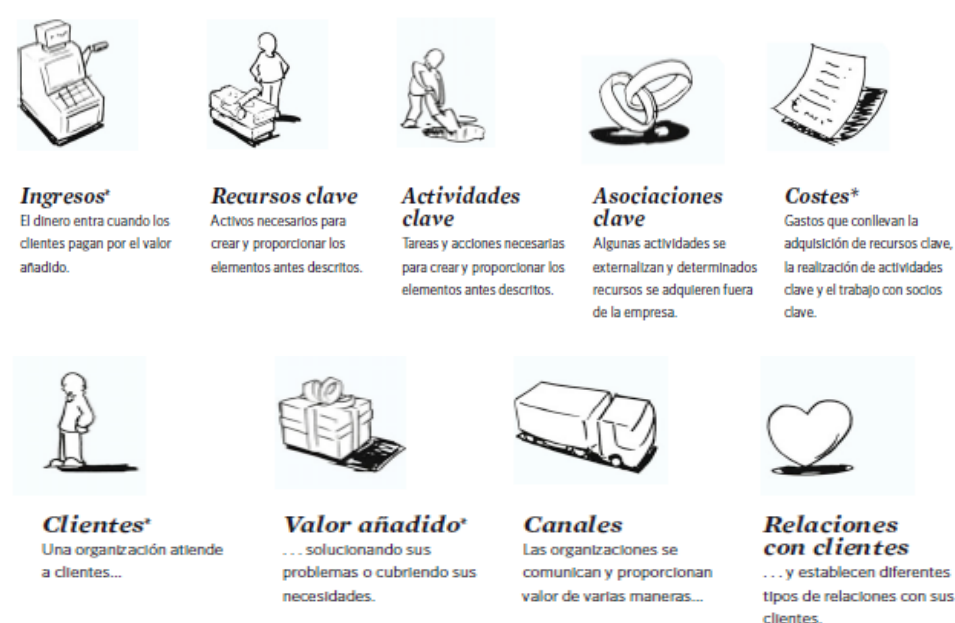 Ingresos*
El dinero entra cuando los
clientes pagan por el valor
añadido.
Recursos clave
Activos necesarios para
crear y proporcionar los
elementos antes descritos.
Actividades
clave
Tareas y acciones necesarias
para crear y proporcionar los
elementos antes descritos.
Asociaciones
clave
Algunas actividades se
externalizan y determinados
recursos se adquieren fuera
de la empresa.
Costes*
Gastos que conllevan la
adquisición de recursos clave,
la realización de actividades
clave y el trabajo con socios
clave.
Clientes*
Una organización atiende
a clientes...
Valor añadido*
. . . solucionando sus
problemas o cubriendo sus
necesidades.
Canales
Las organizaciones se
comunican y proporcionan
valor de varias maneras...
Relaciones
con clientes
. . . y establecen diferentes
tipos de relaciones con sus
clientes.